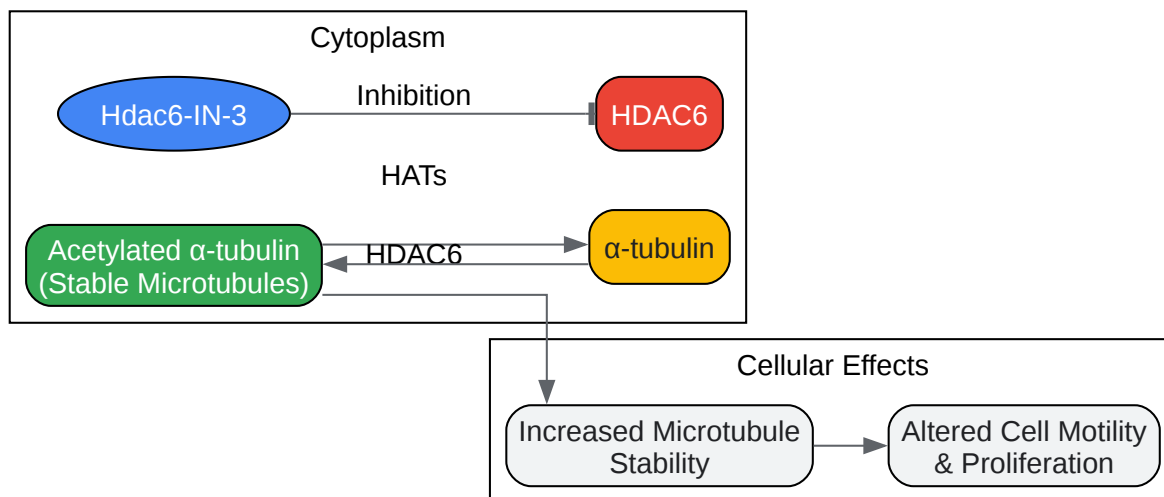 Cytoplasm
Hdac6-IN-3
Inhibition
HDAC6
HATs
Acetylated α-tubulin
(Stable Microtubules)
HDAC6
α-tubulin
Cellular Effects
Increased Microtubule
Stability
Altered Cell Motility
& Proliferation